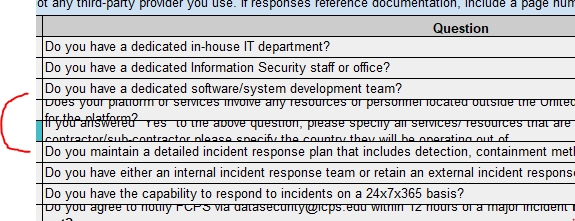 of any third-party provider you use. If responses reference documentation, include a page num
Question
Do you have a dedicated in-house IT department?
Do you have a dedicated Information Security staff or office?
Do you have a dedicated software/system development team?
Does your platform or services involve any resources or personnel located outside the United
for the platform?
If you answered "Yes" to the above question, please specify all services/ resources that are
contractor/sub-contractor please specify the country they will be operating out of
Do you maintain a detailed incident response plan that includes detection, containment met
Do you have either an internal incident response team or retain an external incident respons
Do you have the capability to respond to incidents on a 24x7x365 basis?
Do you agree to notify FCPS via datasecurity@fcps.edu within 12 hours of a major incident